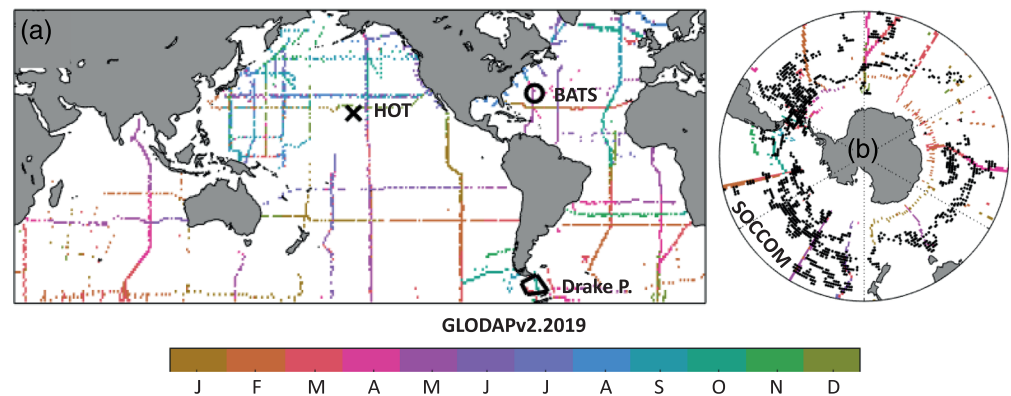 (a)
BATS
HOT
(b)
SOCCOM
Drake P.
GLODAPv2.2019
J F M A M J J A S O N D